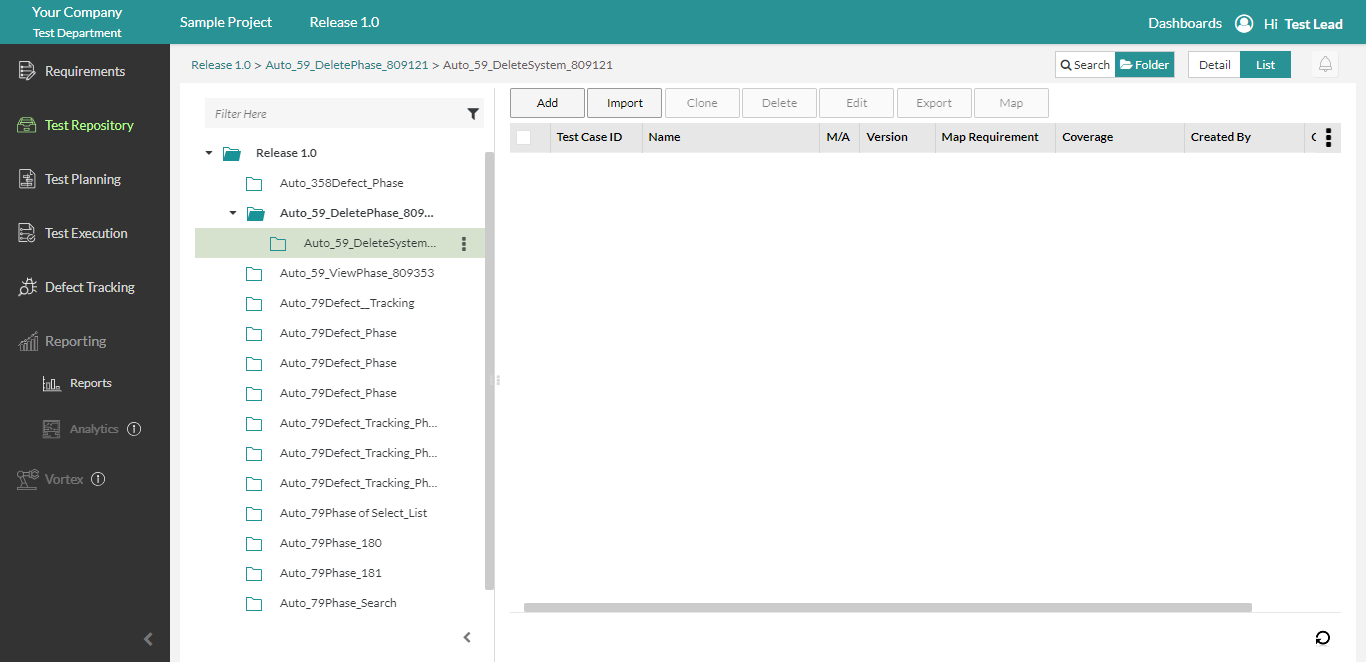 Your Company
Test Department
Sample Project
Release 1.0
Dashboards
Hi Test Lead
Requirements
Test Repository
Test Planning
Test Execution
Defect Tracking
Reporting
Reports
Analytics
Vortex
Release 1.0 > Auto_59_DeletePhase_809121 > Auto_59_DeleteSystem_809121
Search
Folder
Detail
List
Filter Here
Release 1.0
Auto_358Defect_Phase
Auto_59_DeletePhase_809...
Auto_59_DeleteSystem...
Auto_59_ViewPhase_809353
Auto_79Defect__Tracking
Auto_79Defect_Phase
Auto_79Defect_Phase
Auto_79Defect_Phase
Auto_79Defect_Tracking_Ph...
Auto_79Defect_Tracking_Ph...
Auto_79Defect_Tracking_Ph...
Auto_79Phase of Select_List
Auto_79Phase_180
Auto_79Phase_181
Auto_79Phase_Search
Add
Import
Clone
Delete
Edit
Export
Map
Test Case ID
Name
M/A
Version
Map Requirement
Coverage
Created By